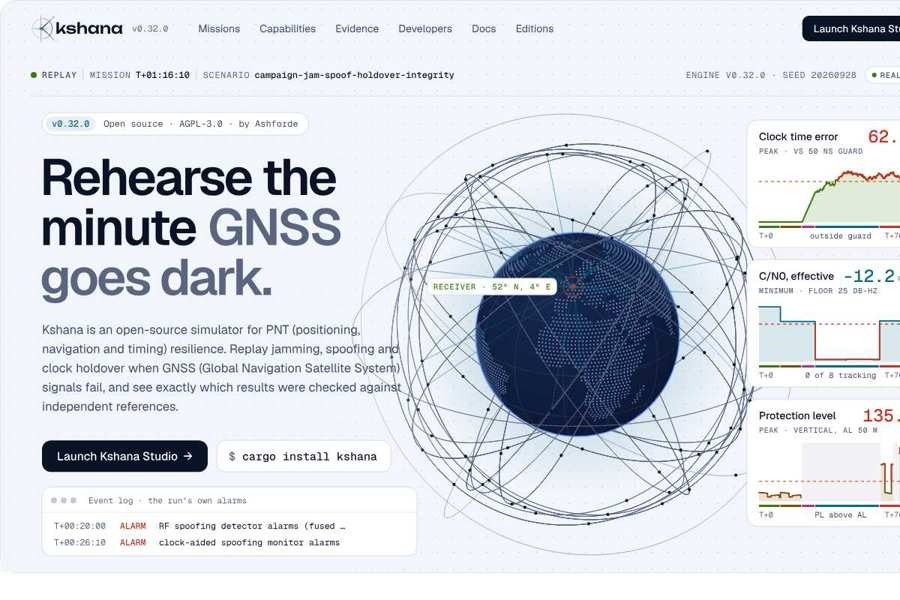 kshana v0.32.0 Missions Capabilities Evidence Developers Docs Editions Launch Kshana
REPLAY MISSION T+01:16:10 SCENARIO campaign-jam-spoof-holdover-integrity ENGINE V0.32.0 · SEED 20260928
v0.32.0 Open source · AGPL-3.0 · by Ashforde
Rehearse the
minute GNSS
goes dark.
Kshana is an open-source simulator for PNT (positioning,
navigation and timing) resilience. Replay jamming, spoofing and
clock holdover when GNSS (Global Navigation Satellite System)
signals fail, and see exactly which results were checked against
independent references.
Launch Kshana Studio →
$ cargo install kshana
Event log · the run's own alarms
T+00:20:00 ALARM RF spoofing detector alarms (fused …
T+00:26:10 ALARM clock-aided spoofing monitor alarms
RECEIVER · 52° N, 4° E
Clock time error 62.
PEAK · VS 50 NS GUARD
T+0 outside guard
C/N0, effective -12.2
MINIMUM · FLOOR 25 DB-HZ
T+0 0 of 8 tracking
Protection level 135.
PEAK · VERTICAL, AL 50 M
T+0 PL above AL